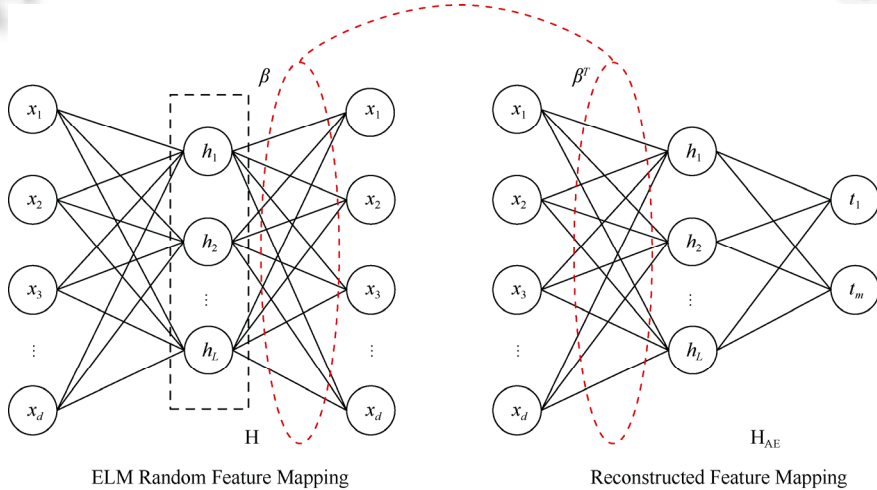 β
x1
x2
x3
⋮
xd
h1
h2
⋮
hL
x1
x2
x3
⋮
xd
H
ELM Random Feature Mapping
β^T
x1
x2
x3
⋮
xd
h1
h2
⋮
hL
t1
tm
H_AE
Reconstructed Feature Mapping